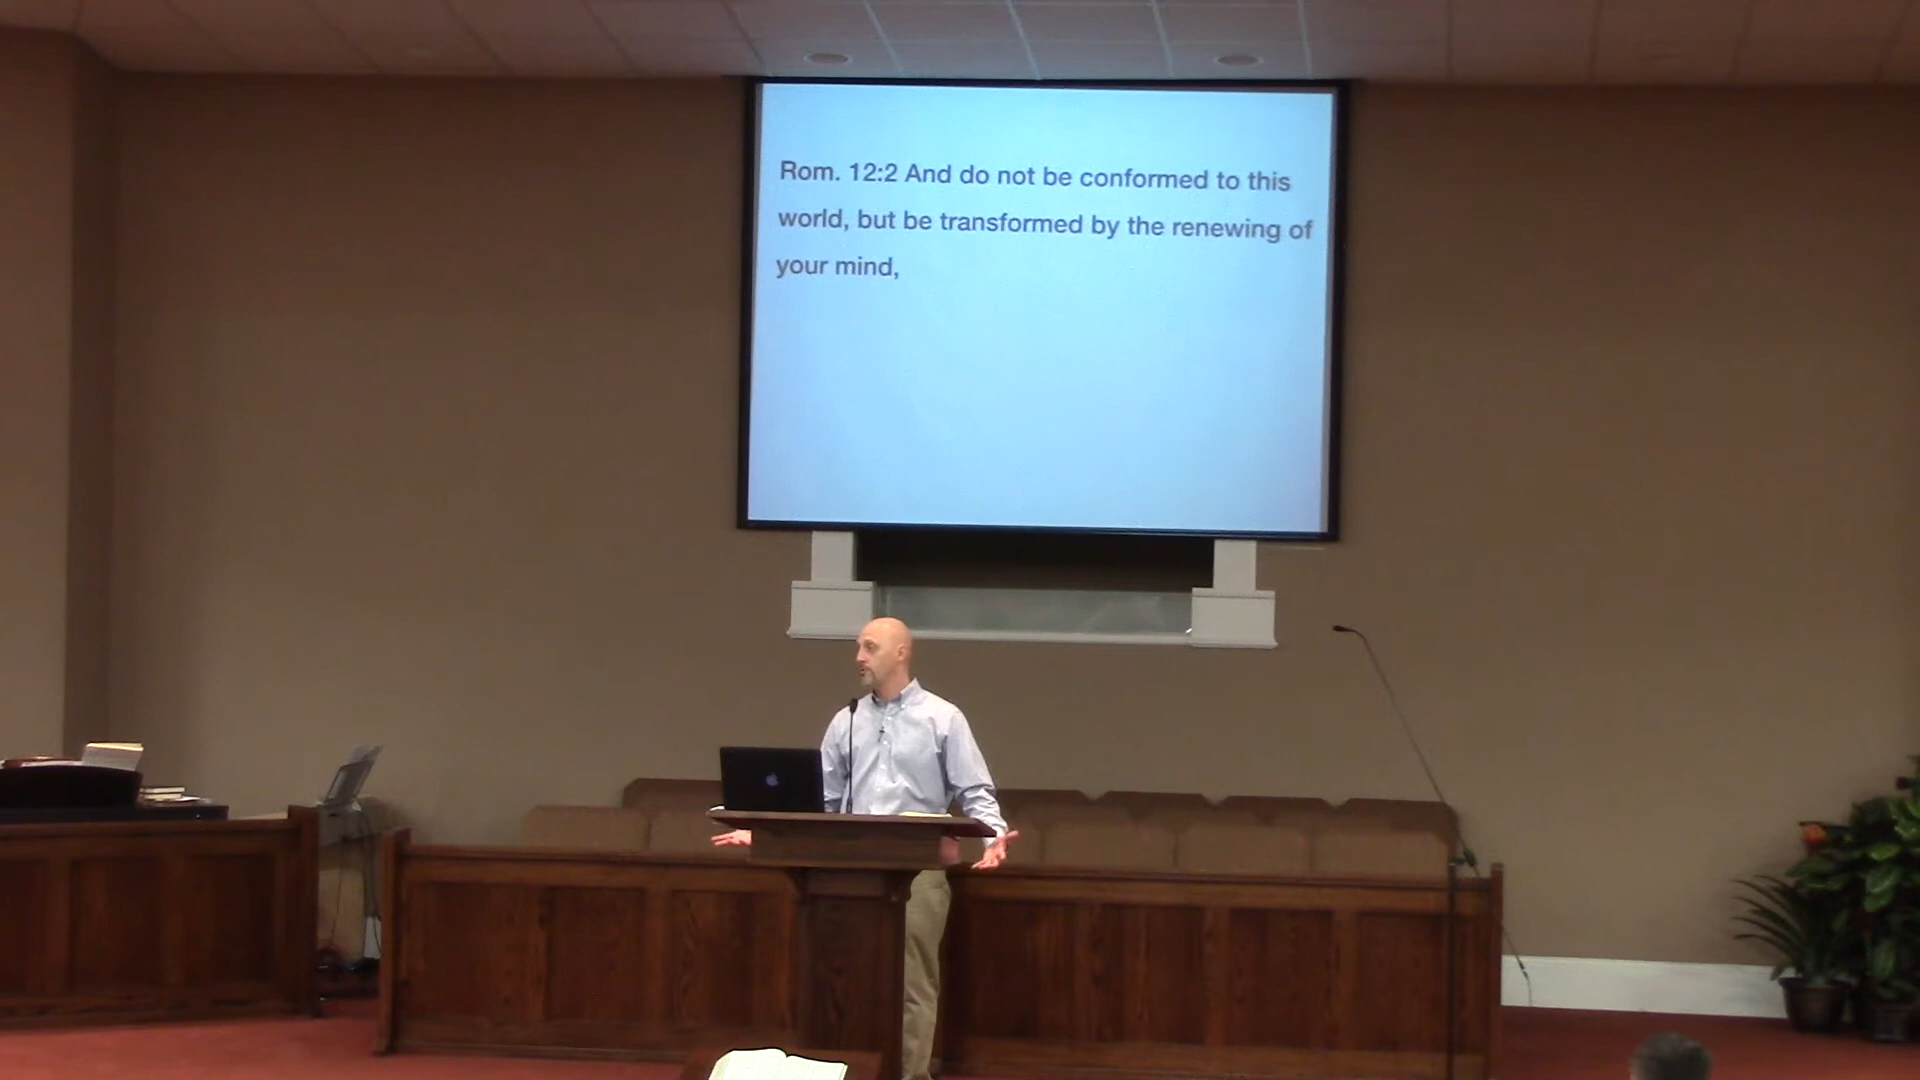 Rom. 12:2 And do not be conformed to this
world, but be transformed by the renewing of
your mind,